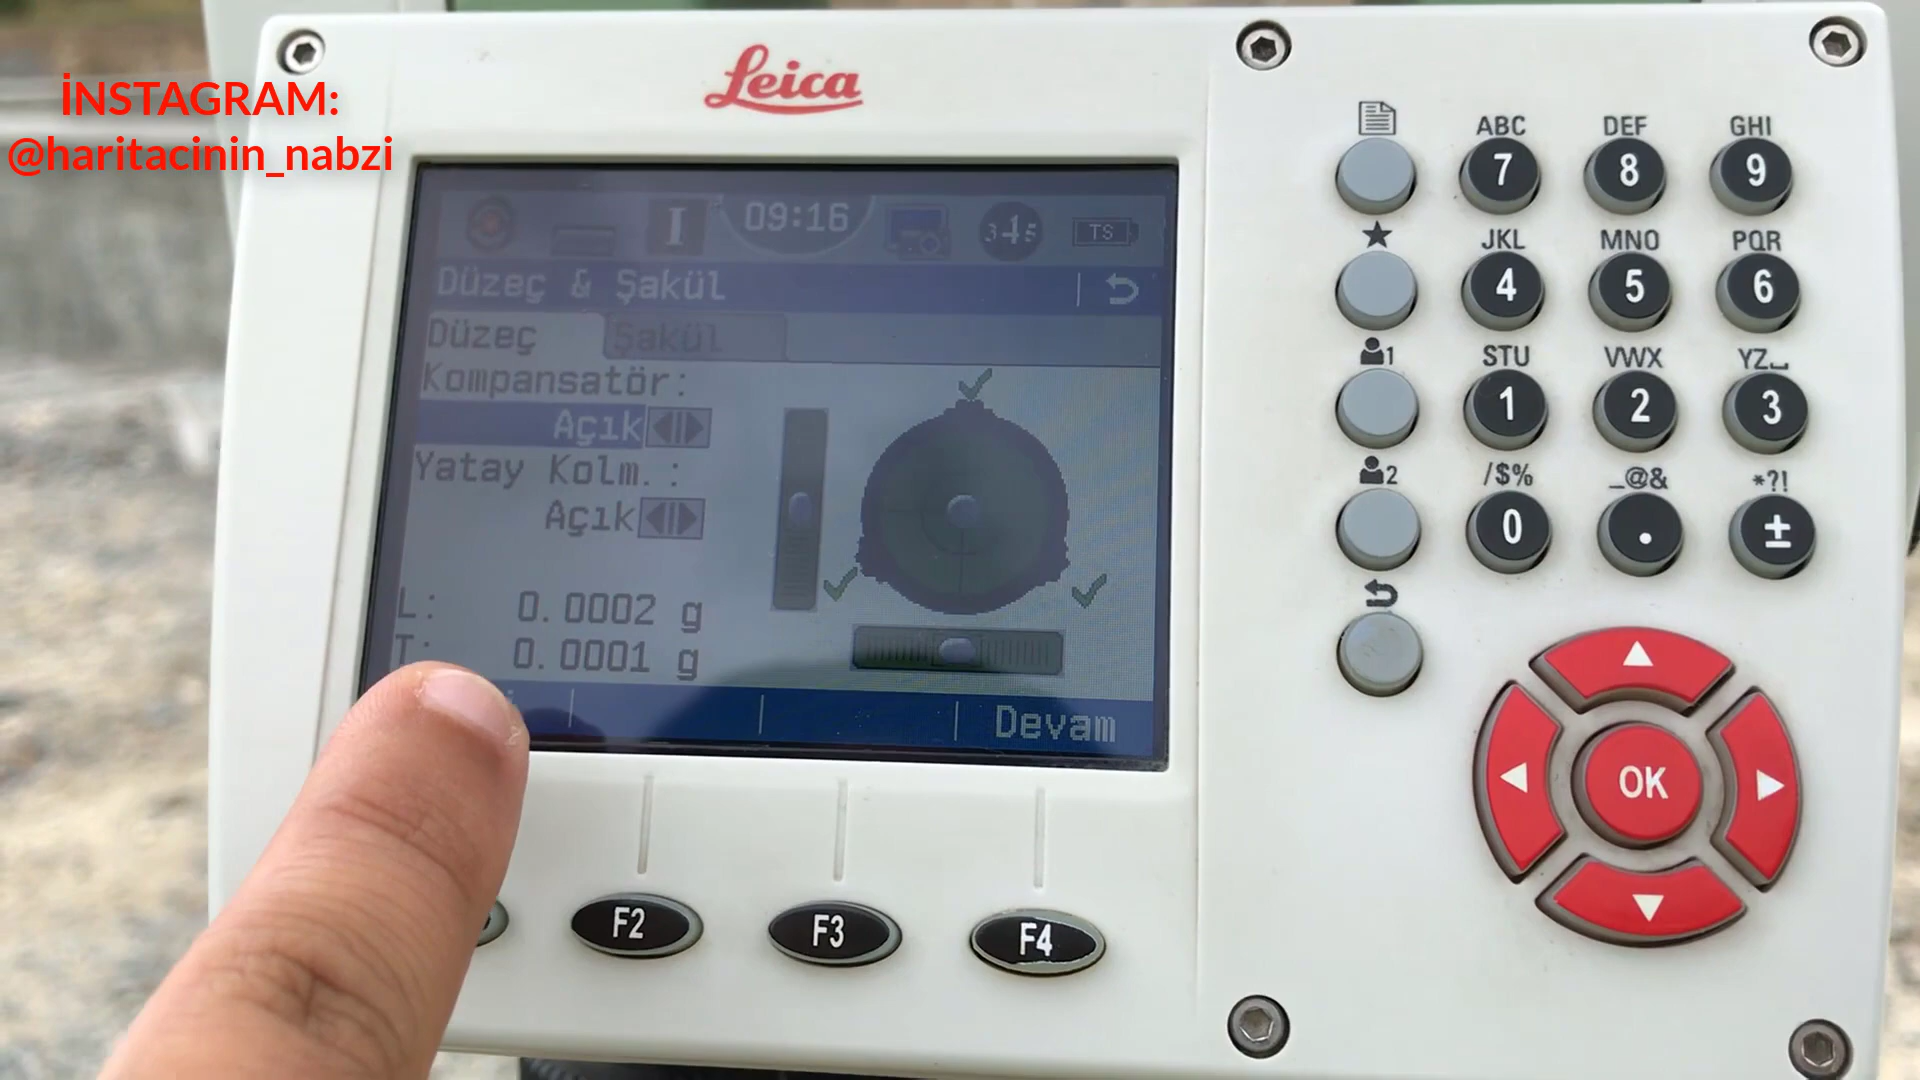 İNSTAGRAM:
@haritacinin_nabzi
Leica
I
09:16
345
TS
Düzeç & Şakül
Düzeç
Şakül
Kompansatör:
Açık
Yatay Kolm.:
Açık
L: 0.0002 g
T: 0.0001 g
Devam
F2
F3
F4
ABC
DEF
GHI
7
8
9
JKL
MNO
PQR
4
5
6
1
STU
VWX
YZ
1
2
3
2
/$%
_@&
*?!
0
.
±
OK